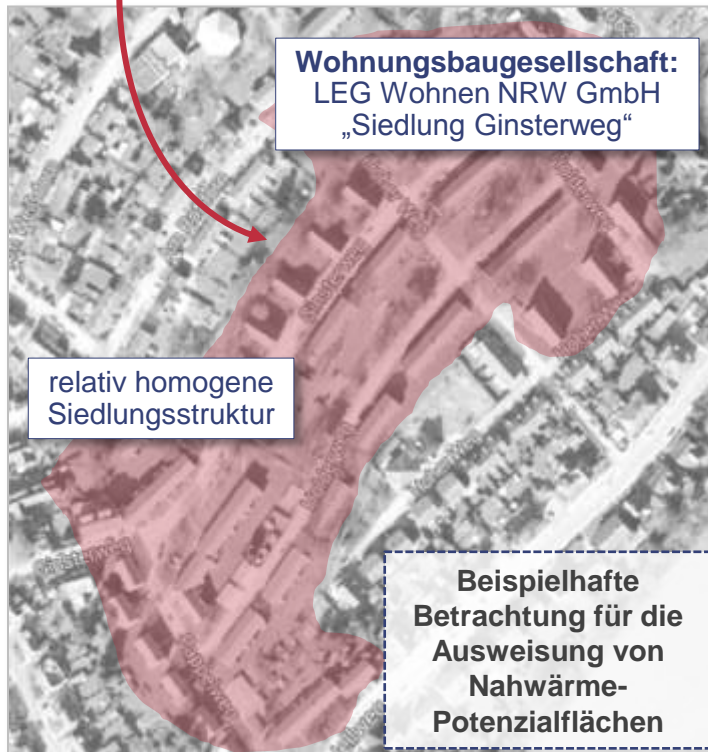 Wohnungsbaugesellschaft:
LEG Wohnen NRW GmbH
„Siedlung Ginsterweg“
relativ homogene
Siedlungsstruktur
Beispielhafte
Betrachtung für die
Ausweisung von
Nahwärme-
Potenzialflächen